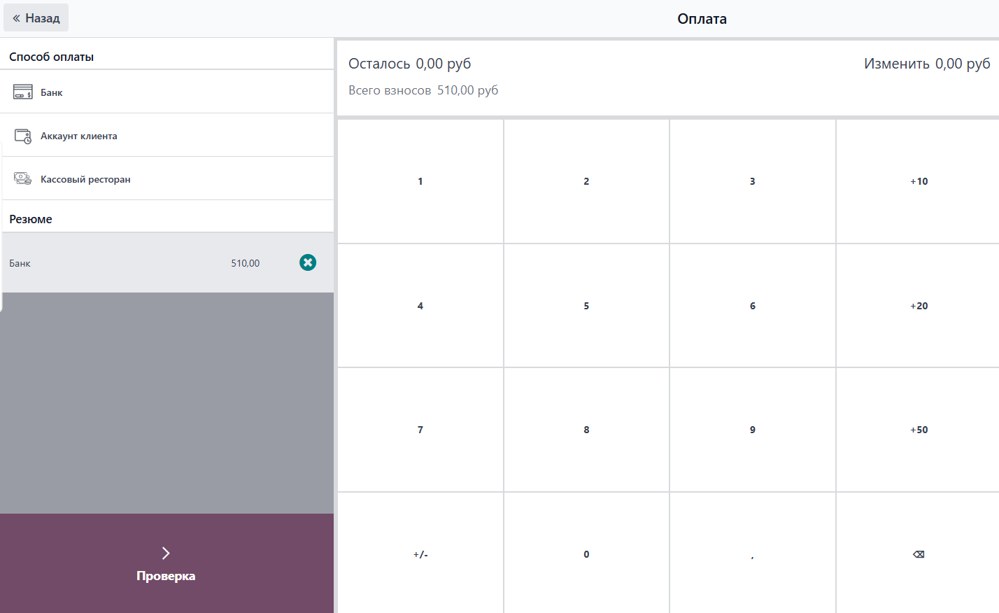 « Назад
Оплата
Способ оплаты
Банк
Аккаунт клиента
Кассовый ресторан
Резюме
Банк 510,00
Проверка
Осталось 0,00 руб
Изменить 0,00 руб
Всего взносов 510,00 руб
1 2 3 +10
4 5 6 +20
7 8 9 +50
+/- 0 , ⌫